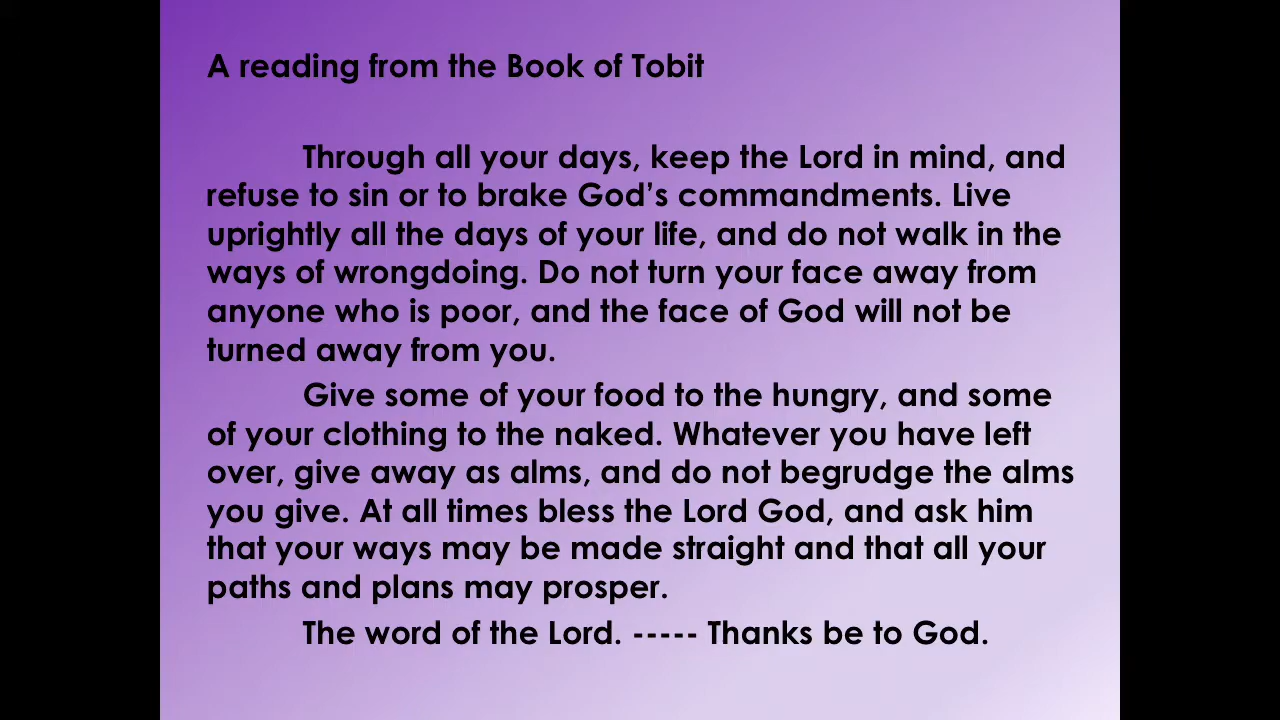 A reading from the Book of Tobit
Through all your days, keep the Lord in mind, and
refuse to sin or to brake God’s commandments. Live
uprightly all the days of your life, and do not walk in the
ways of wrongdoing. Do not turn your face away from
anyone who is poor, and the face of God will not be
turned away from you.
Give some of your food to the hungry, and some
of your clothing to the naked. Whatever you have left
over, give away as alms, and do not begrudge the alms
you give. At all times bless the Lord God, and ask him
that your ways may be made straight and that all your
paths and plans may prosper.
The word of the Lord. ----- Thanks be to God.